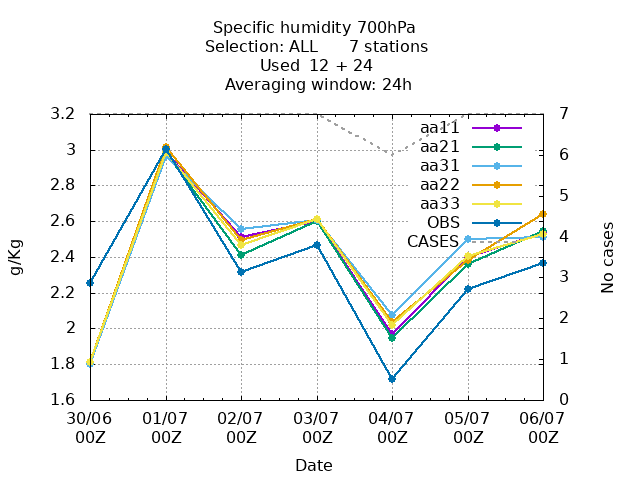 Specific humidity 700hPa
Selection: ALL      7 stations
Used  12 + 24
Averaging window: 24h
3.2
3
2.8
2.6
2.4
2.2
2
1.8
1.6
g/Kg
7
6
5
4
3
2
1
0
No cases
aa11
aa21
aa31
aa22
aa33
OBS
CASES
30/06 01/07 02/07 03/07 04/07 05/07 06/07
00Z 00Z 00Z 00Z 00Z 00Z 00Z
Date